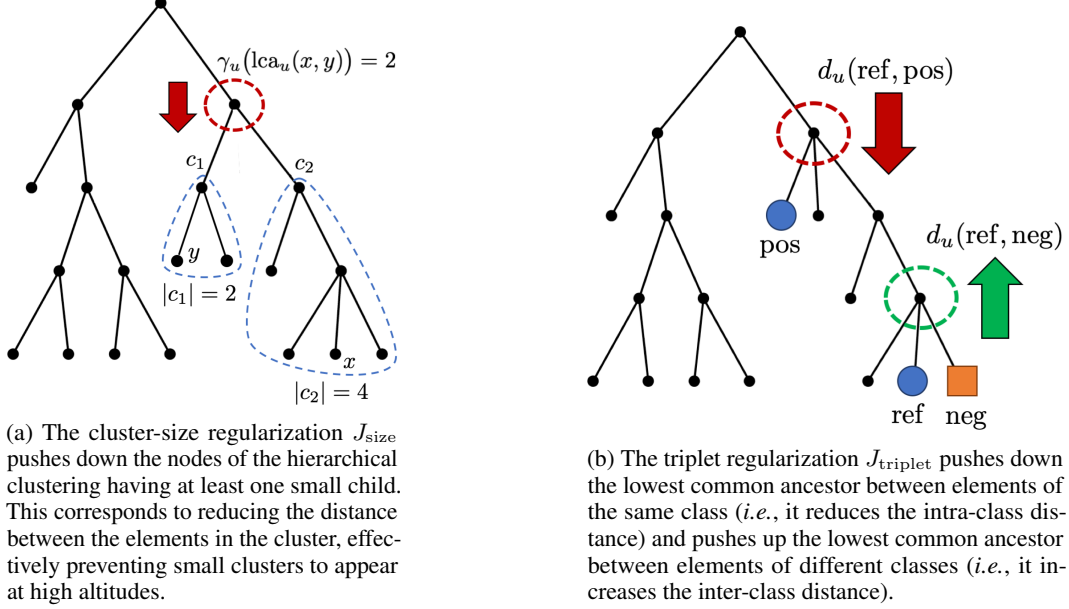 γ_u(lca_u(x, y)) = 2
c_1
c_2
y
|c_1| = 2
x
|c_2| = 4
(a) The cluster-size regularization J_size
pushes down the nodes of the hierarchical
clustering having at least one small child.
This corresponds to reducing the distance
between the elements in the cluster, effec-
tively preventing small clusters to appear
at high altitudes.
d_u(ref, pos)
pos
d_u(ref, neg)
ref
neg
(b) The triplet regularization J_triplet pushes down
the lowest common ancestor between elements of
the same class (i.e., it reduces the intra-class dis-
tance) and pushes up the lowest common ancestor
between elements of different classes (i.e., it in-
creases the inter-class distance).